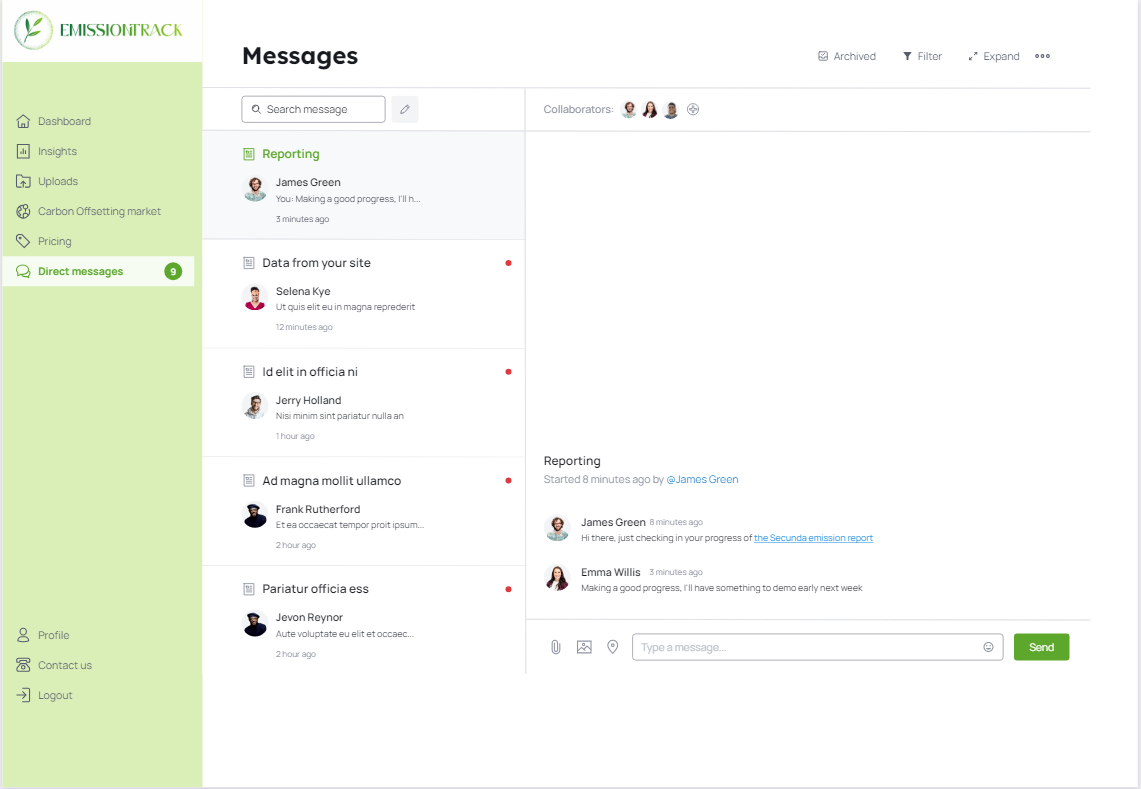 EMISSIONTRACK
Messages
Archived
Filter
Expand
Search message
Collaborators:
Dashboard
Insights
Uploads
Carbon Offsetting market
Pricing
Direct messages
9
Profile
Contact us
Logout
Reporting
James Green
You: Making a good progress, I'll h...
3 minutes ago
Data from your site
Selena Kye
Ut quis elit eu in magna reprederit
12 minutes ago
Id elit in officia ni
Jerry Holland
Nisi minim sint pariatur nulla an
1 hour ago
Ad magna mollit ullamco
Frank Rutherford
Et ea occaecat tempor proit ipsum...
2 hour ago
Pariatur officia ess
Jevon Reynor
Aute voluptate eu elit et occaec...
2 hour ago
Reporting
Started 8 minutes ago by @James Green
James Green 8 minutes ago
Hi there, just checking in your progress of the Secunda emission report
Emma Willis 3 minutes ago
Making a good progress, I'll have something to demo early next week
Type a message...
Send